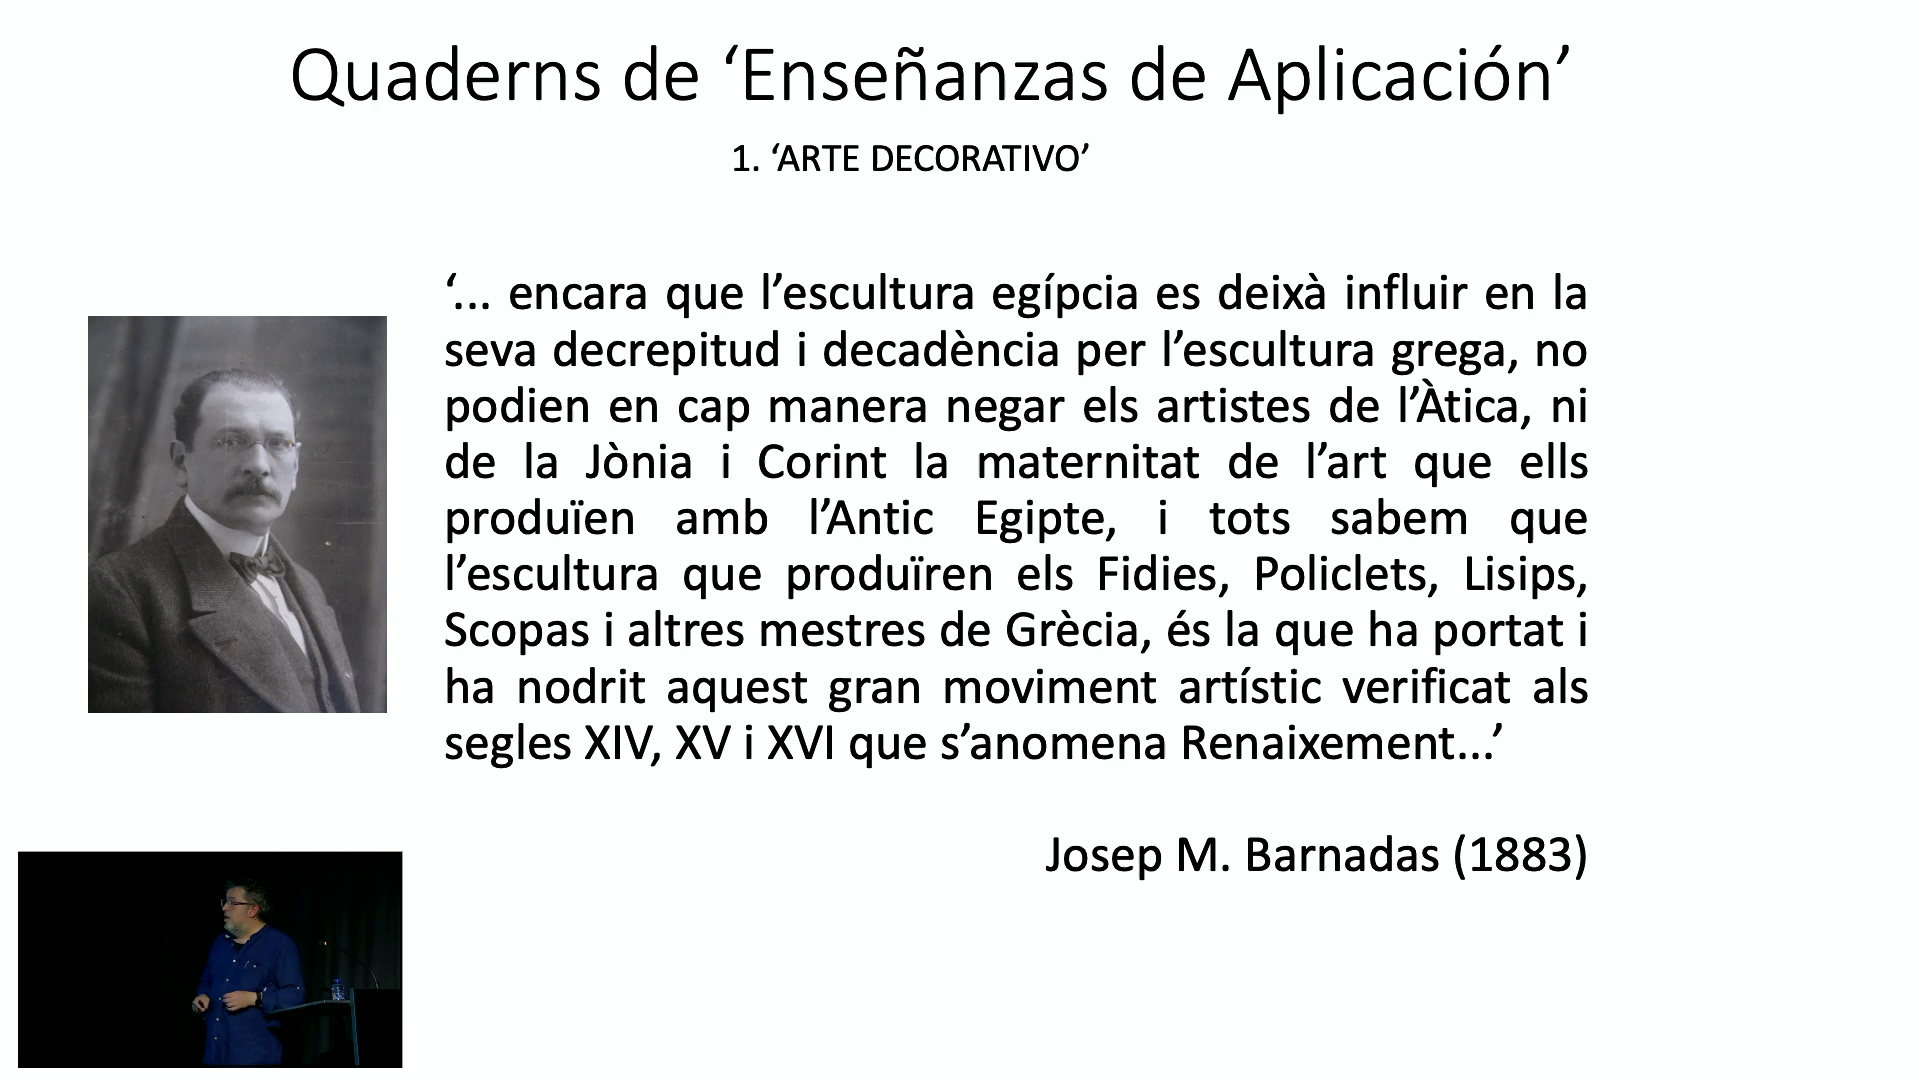 Quaderns de ‘Enseñanzas de Aplicación’
1. ‘ARTE DECORATIVO’
‘... encara que l’escultura egípcia es deixà influir en la
seva decrepitud i decadència per l’escultura grega, no
podien en cap manera negar els artistes de l’Àtica, ni
de la Jònia i Corint la maternitat de l’art que ells
produïen amb l’Antic Egipte, i tots sabem que
l’escultura que produïren els Fidies, Policlets, Lisips,
Scopas i altres mestres de Grècia, és la que ha portat i
ha nodrit aquest gran moviment artístic verificat als
segles XIV, XV i XVI que s’anomena Renaixement...’
Josep M. Barnadas (1883)